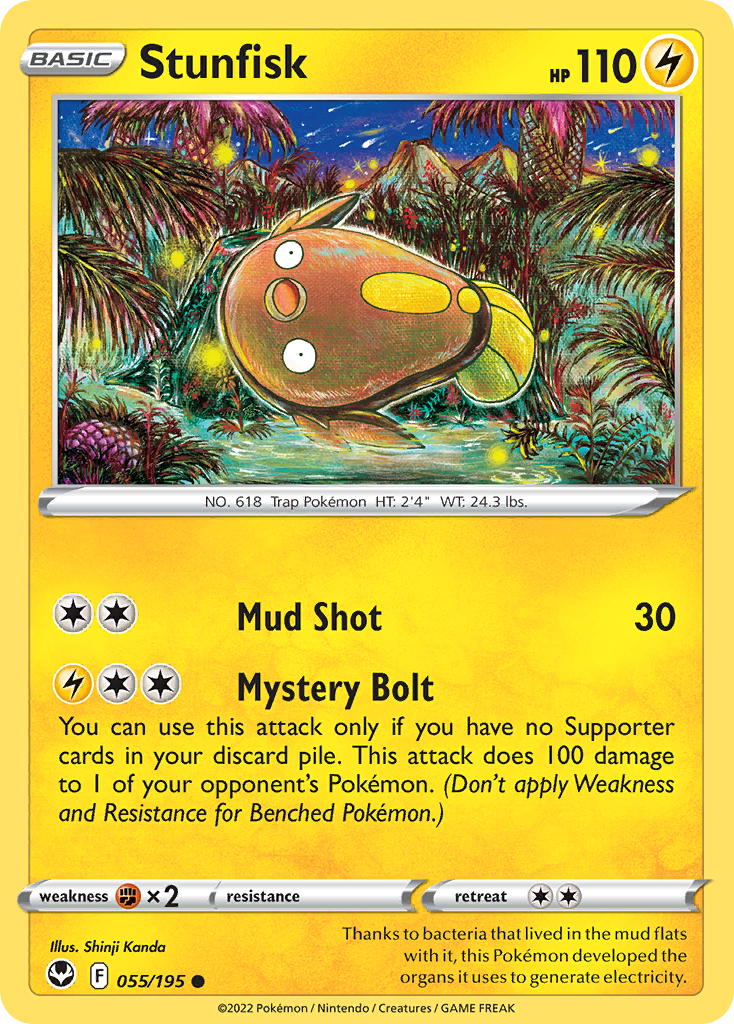 BASIC Stunfisk HP 110
NO. 618 Trap Pokémon HT: 2'4" WT: 24.3 lbs.
Mud Shot 30
Mystery Bolt
You can use this attack only if you have no Supporter
cards in your discard pile. This attack does 100 damage
to 1 of your opponent's Pokémon. (Don't apply Weakness
and Resistance for Benched Pokémon.)
weakness ×2 resistance retreat
Illus. Shinji Kanda
F 055/195
Thanks to bacteria that lived in the mud flats
with it, this Pokémon developed the
organs it uses to generate electricity.
©2022 Pokémon / Nintendo / Creatures / GAME FREAK